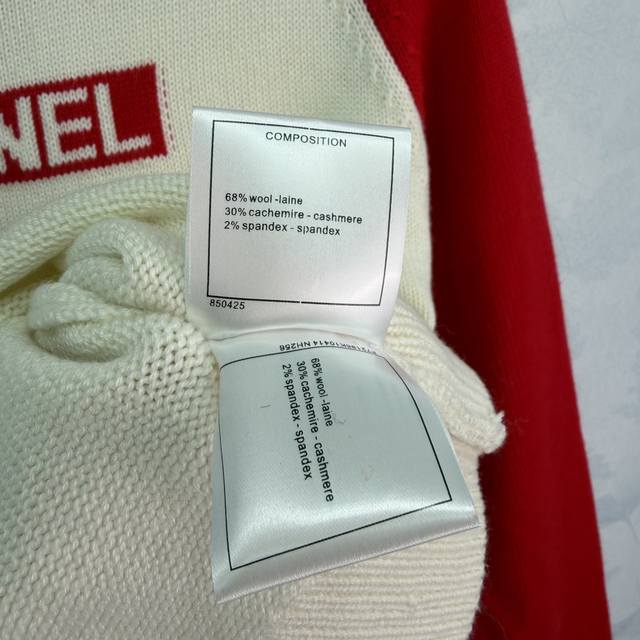 NEL
COMPOSITION
68% wool -laine
30% cachemire - cashmere
2% spandex - spandex
850425
68% wool -laine
30% cachemire - cashmere
2% spandex - spandex